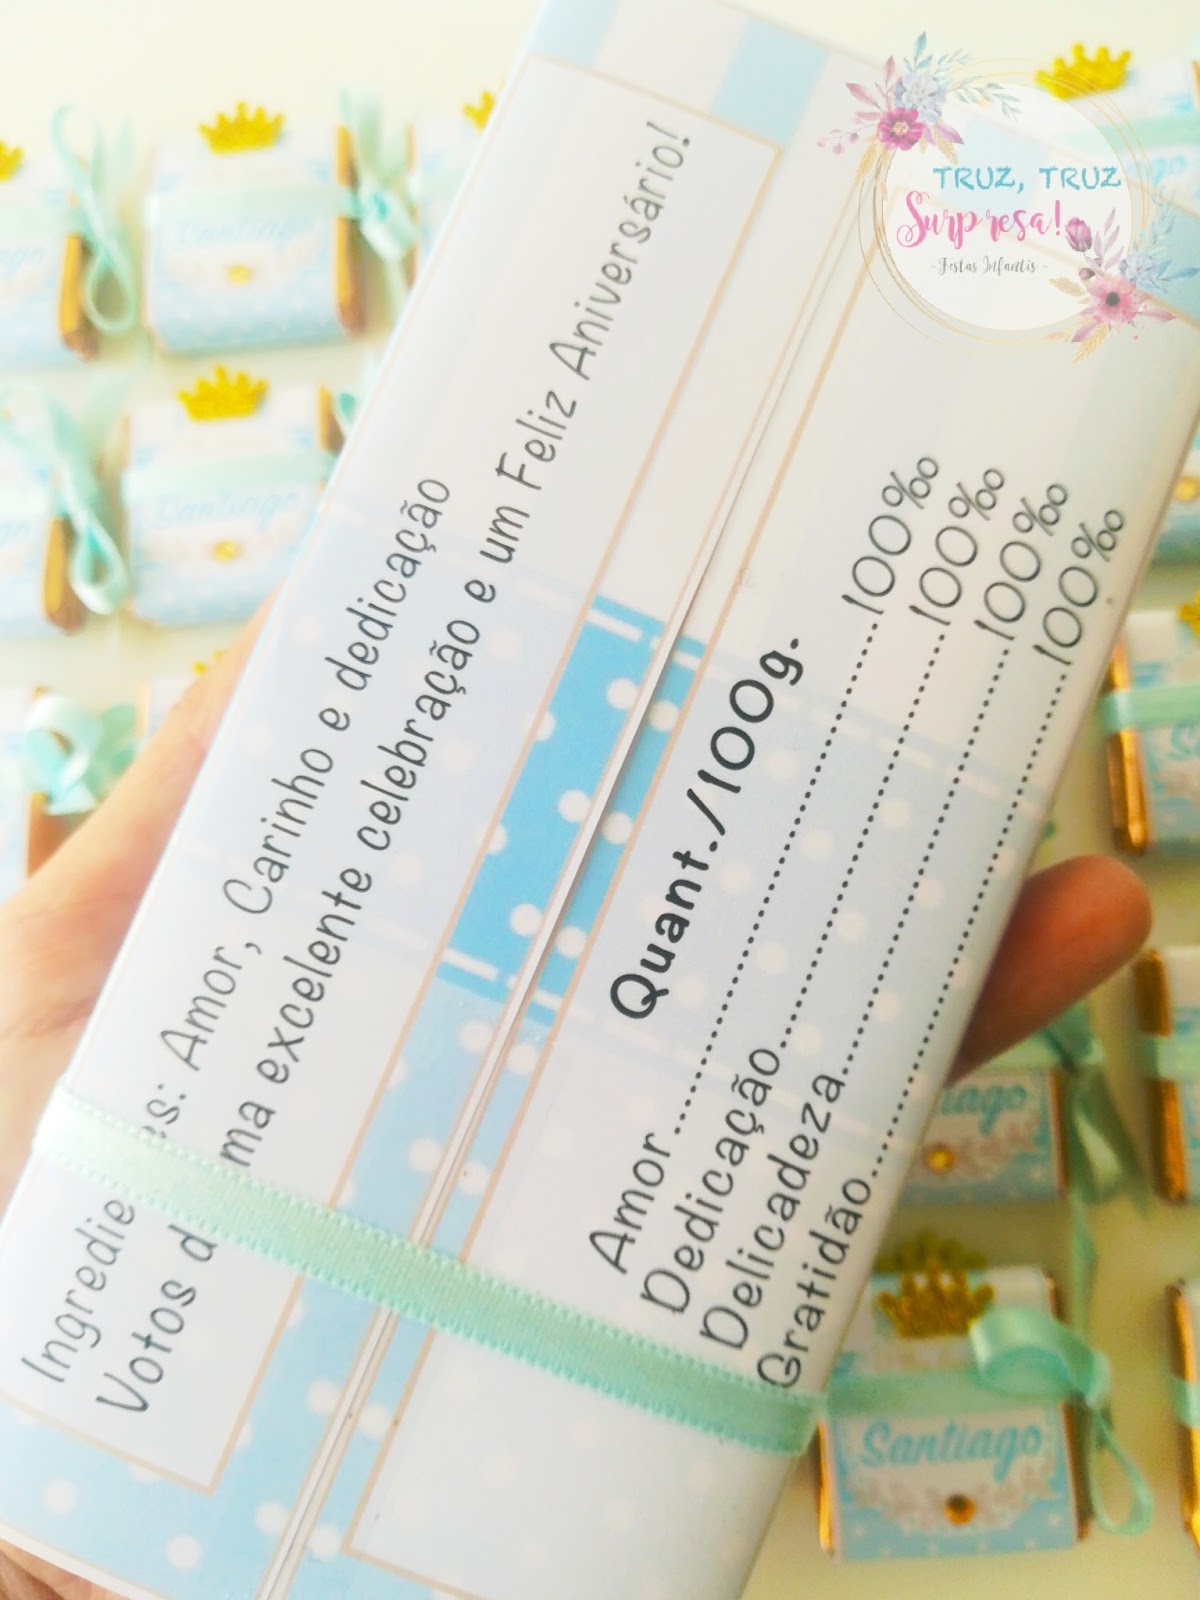 TRUZ, TRUZ
Surpresa!
-Festas Infantis-
Ingredie es: Amor, Carinho e dedicação
Votos d ma excelente celebração e um Feliz Aniversário!
Quant./100g.
Amor..........100‰
Dedicação..........100‰
Delicadeza..........100‰
Gratidão..........100‰
Santiago
Santiago
Santiago